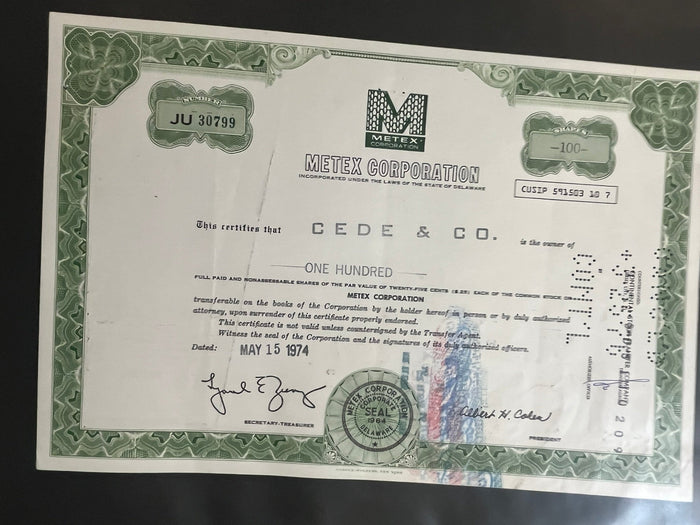 NUMBER
JU 30799
METEX
CORPORATION
SHARES
-100-
METEX CORPORATION
INCORPORATED UNDER THE LAWS OF THE STATE OF DELAWARE
CUSIP 591503 10 7
This certifies that CEDE & CO. is the owner of
ONE HUNDRED
FULL PAID AND NONASSESSABLE SHARES OF THE PAR VALUE OF TWENTY-FIVE CENTS ($.25) EACH OF THE COMMON STOCK OF
METEX CORPORATION
transferable on the books of the Corporation by the holder hereof in person or by duly authorized
attorney, upon surrender of this certificate properly endorsed.
This certificate is not valid unless countersigned by the Transfer Agent.
Witness the seal of the Corporation and the signatures of its duly authorized officers.
Dated: MAY 15 1974
METEX CORPORATION
CORPORATE
SEAL
1964
DELAWARE
Albert H. Cohen
SECRETARY-TREASURER
PRESIDENT